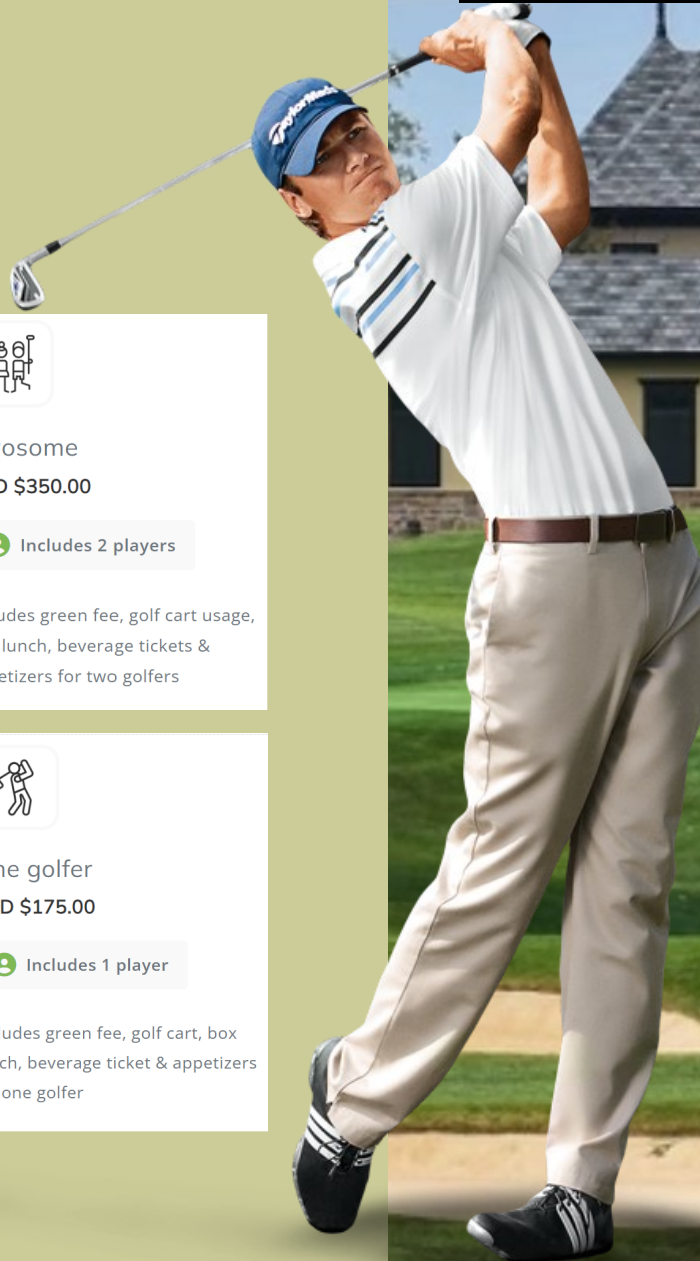 TaylorMade
osome
D $350.00
Includes 2 players
udes green fee, golf cart usage,
lunch, beverage tickets &
etizers for two golfers
ne golfer
D $175.00
Includes 1 player
ludes green fee, golf cart, box
ch, beverage ticket & appetizers
one golfer